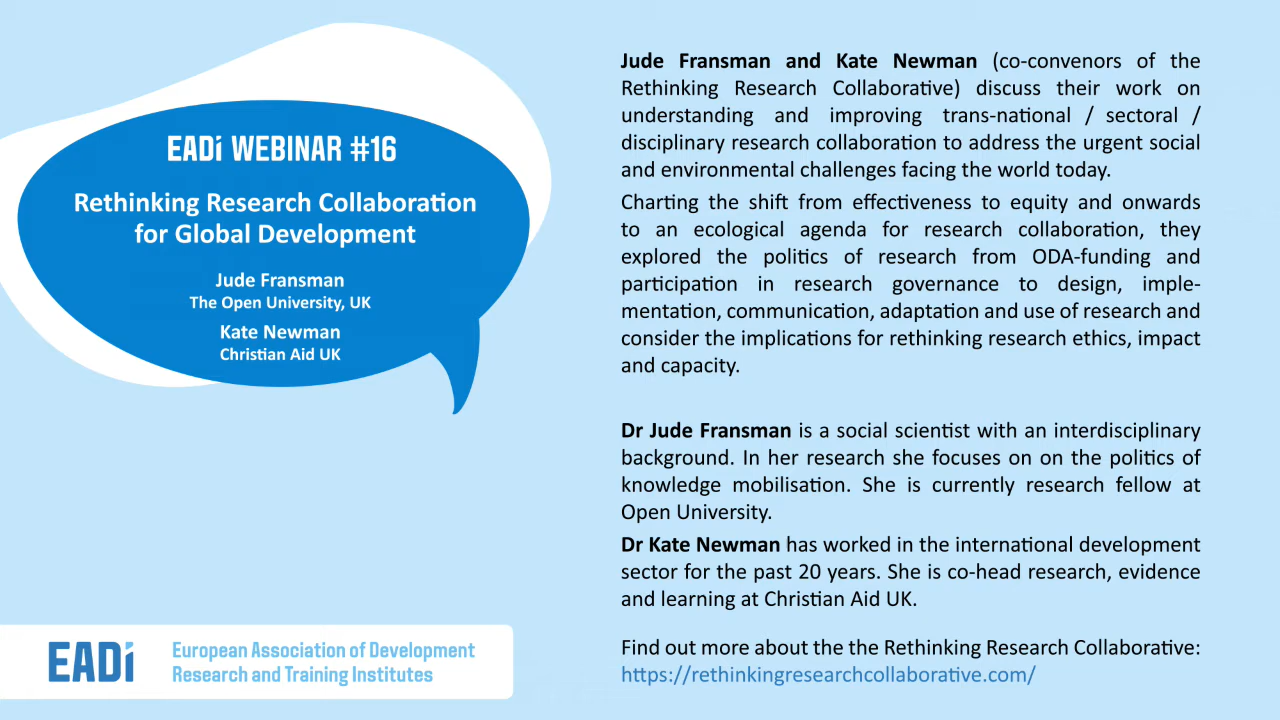 EADi WEBINAR #16
Rethinking Research Collaboration
for Global Development
Jude Fransman
The Open University, UK
Kate Newman
Christian Aid UK
EADi
European Association of Development
Research and Training Institutes
Jude Fransman and Kate Newman (co-convenors of the
Rethinking Research Collaborative) discuss their work on
understanding and improving trans-national / sectoral /
disciplinary research collaboration to address the urgent social
and environmental challenges facing the world today.
Charting the shift from effectiveness to equity and onwards
to an ecological agenda for research collaboration, they
explored the politics of research from ODA-funding and
participation in research governance to design, imple-
mentation, communication, adaptation and use of research and
consider the implications for rethinking research ethics, impact
and capacity.
Dr Jude Fransman is a social scientist with an interdisciplinary
background. In her research she focuses on on the politics of
knowledge mobilisation. She is currently research fellow at
Open University.
Dr Kate Newman has worked in the international development
sector for the past 20 years. She is co-head research, evidence
and learning at Christian Aid UK.
Find out more about the the Rethinking Research Collaborative:
https://rethinkingresearchcollaborative.com/